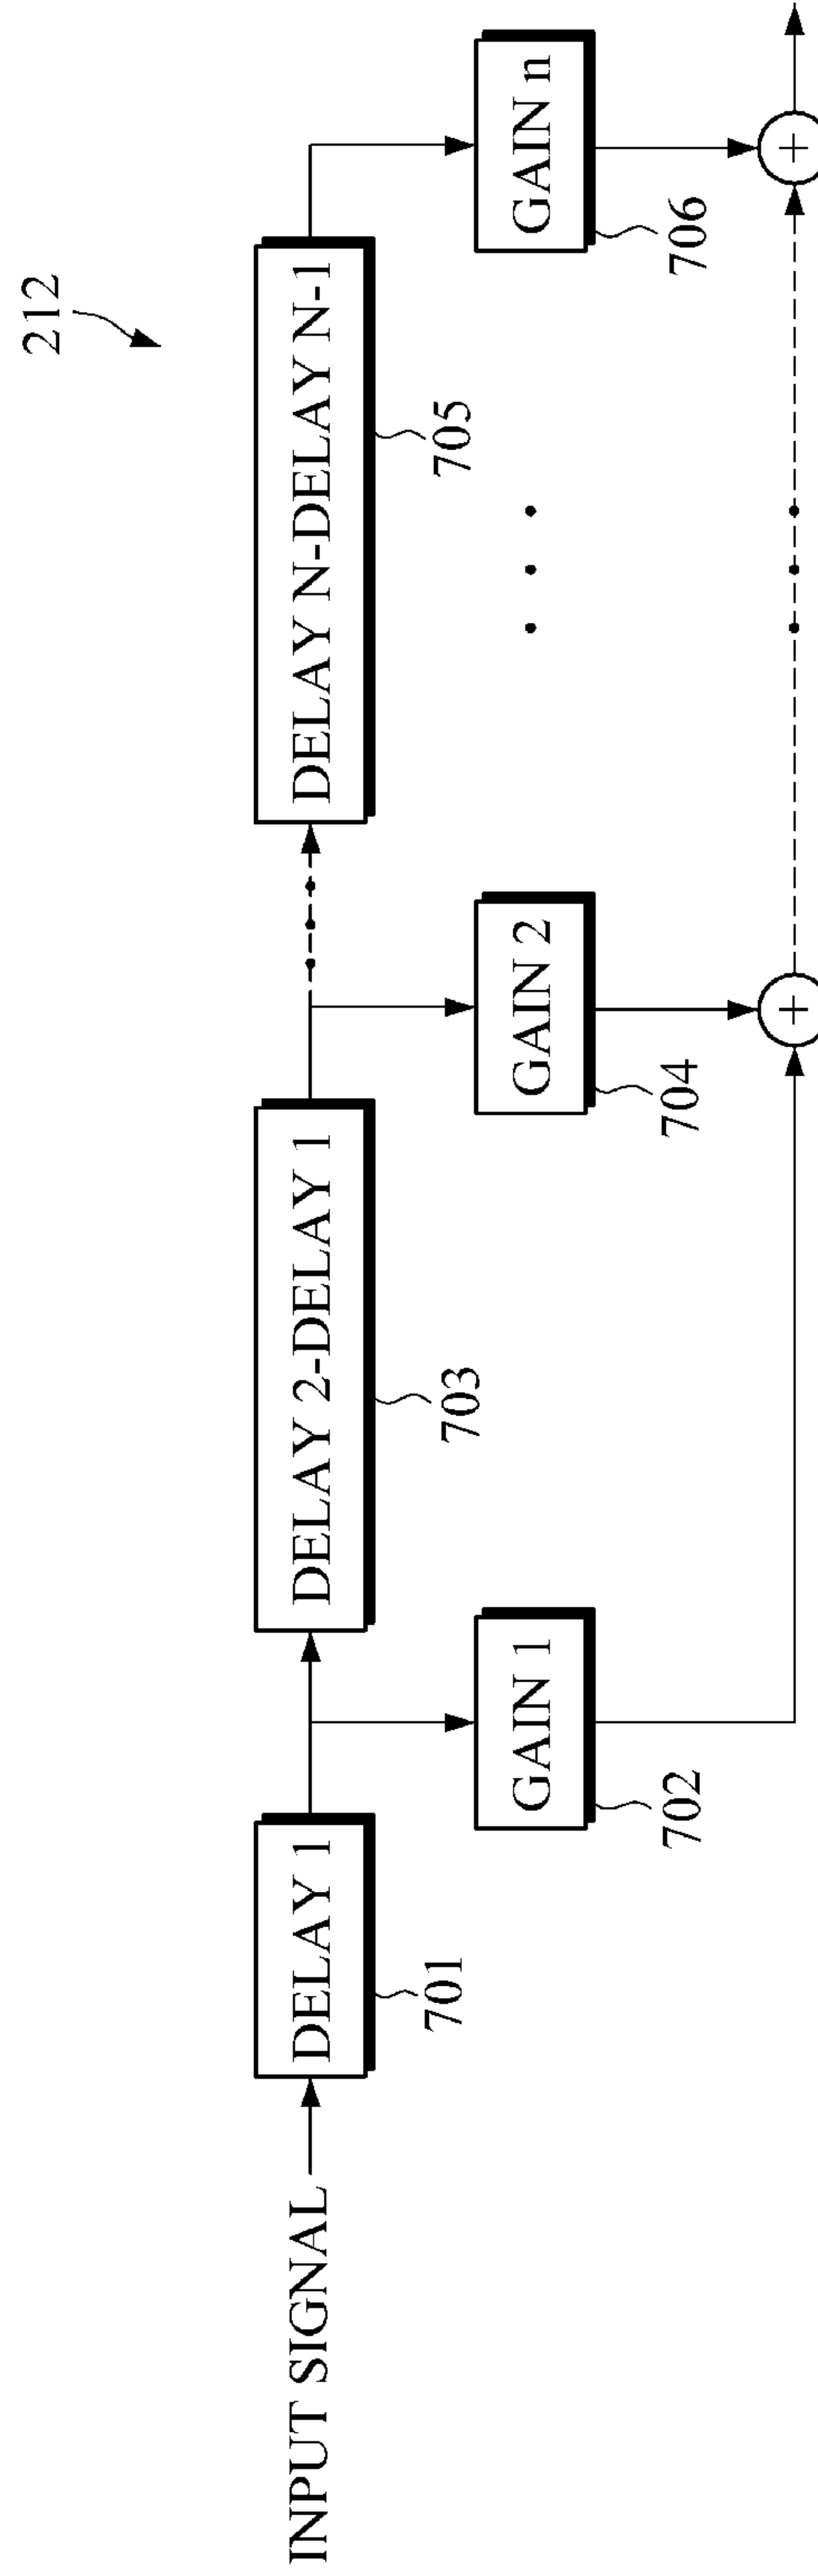 212
INPUT SIGNAL
DELAY 1
DELAY 2-DELAY 1
DELAY N-DELAY N-1
701
703
705
GAIN 1
GAIN 2
GAIN n
702
704
706
+
+